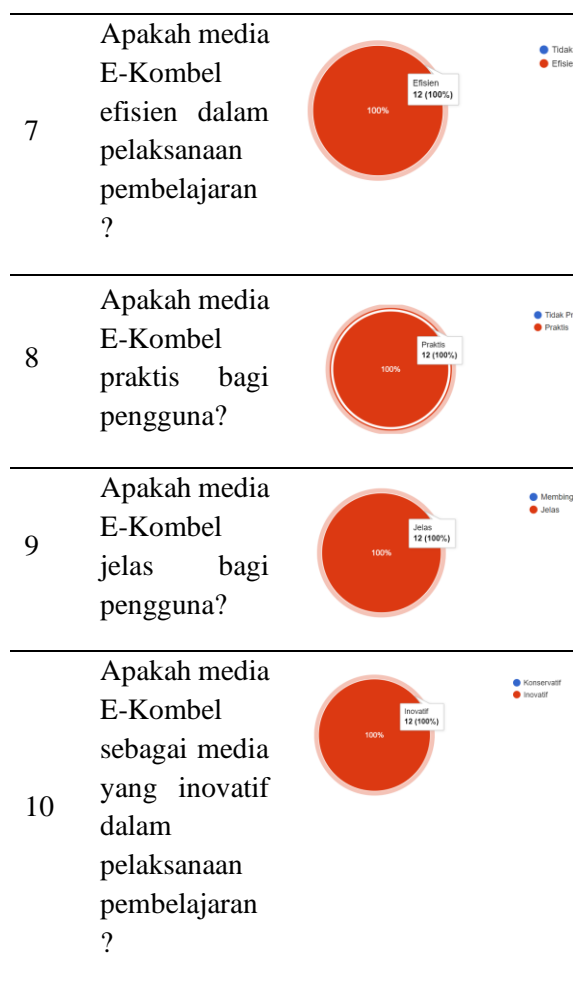 7
Apakah media
E-Kombel
efisien dalam
pelaksanaan
pembelajaran
?
Efisien
12 (100%)
100%
Tidak
8
Apakah media
E-Kombel
praktis bagi
pengguna?
Praktis
12 (100%)
100%
Tidak
Praktis
9
Apakah media
E-Kombel
jelas bagi
pengguna?
Jelas
12 (100%)
100%
Jelas
10
Apakah media
E-Kombel
sebagai media
yang inovatif
dalam
pelaksanaan
pembelajaran
?
Inovatif
12 (100%)
100%
Konservatif
Inovatif